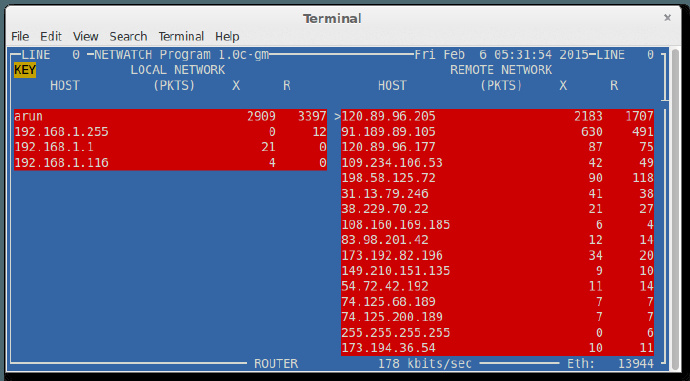 Terminal
File Edit View Search Terminal Help
LINE 0 NETWATCH Program 1.0c-gm Fri Feb 6 05:31:54 2015 LINE 0
KEY LOCAL NETWORK REMOTE NETWORK
HOST (PKTS) X R HOST (PKTS) X R
arun 2909 3397 >120.89.96.205 2183 1707
192.168.1.255 0 12 91.189.89.105 630 491
192.168.1.1 21 0 120.89.96.177 87 75
192.168.1.116 4 0 109.234.106.53 42 49
198.58.125.72 90 118
31.13.79.246 41 38
38.229.70.22 21 27
108.160.169.185 6 4
83.98.201.42 12 14
173.192.82.196 34 20
149.210.151.135 9 10
54.72.42.192 11 14
74.125.68.189 7 7
74.125.200.189 7 7
255.255.255.255 0 6
173.194.36.54 10 11
ROUTER 178 kbits/sec Eth: 13944